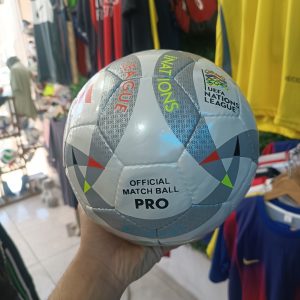 NATIONS
LEAGUE
UEFA
NATIONS
LEAGUE
OFFICIAL
MATCH BALL
PRO